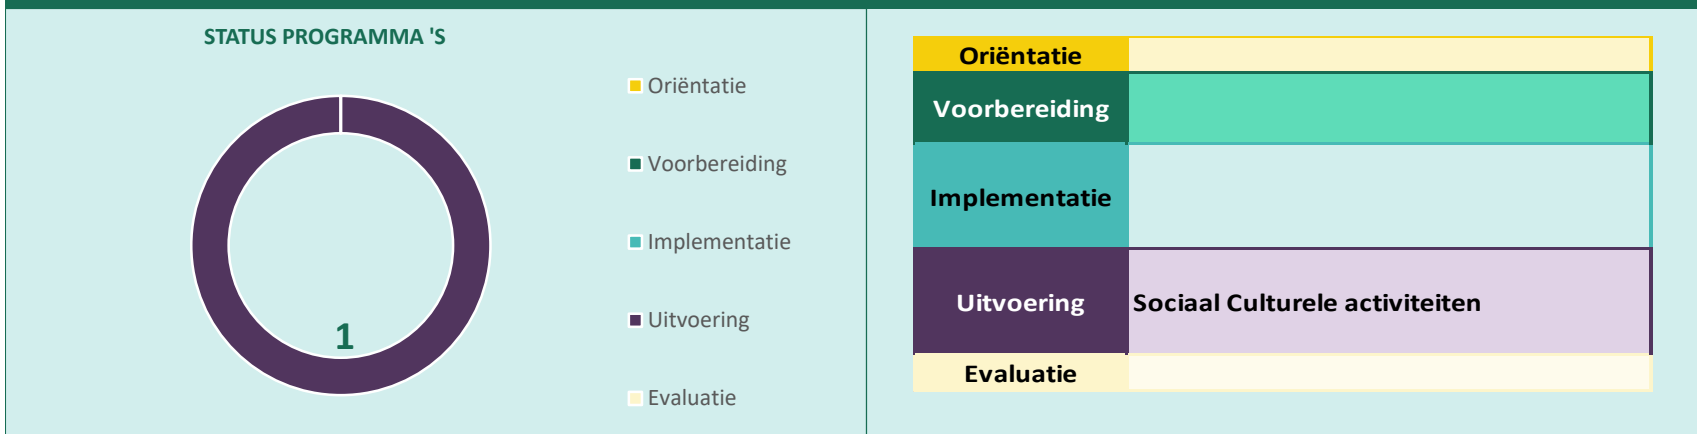 STATUS PROGRAMMA 'S
Oriëntatie
Voorbereiding
Implementatie
Uitvoering
Evaluatie
1
Oriëntatie
Voorbereiding
Implementatie
Uitvoering Sociaal Culturele activiteiten
Evaluatie